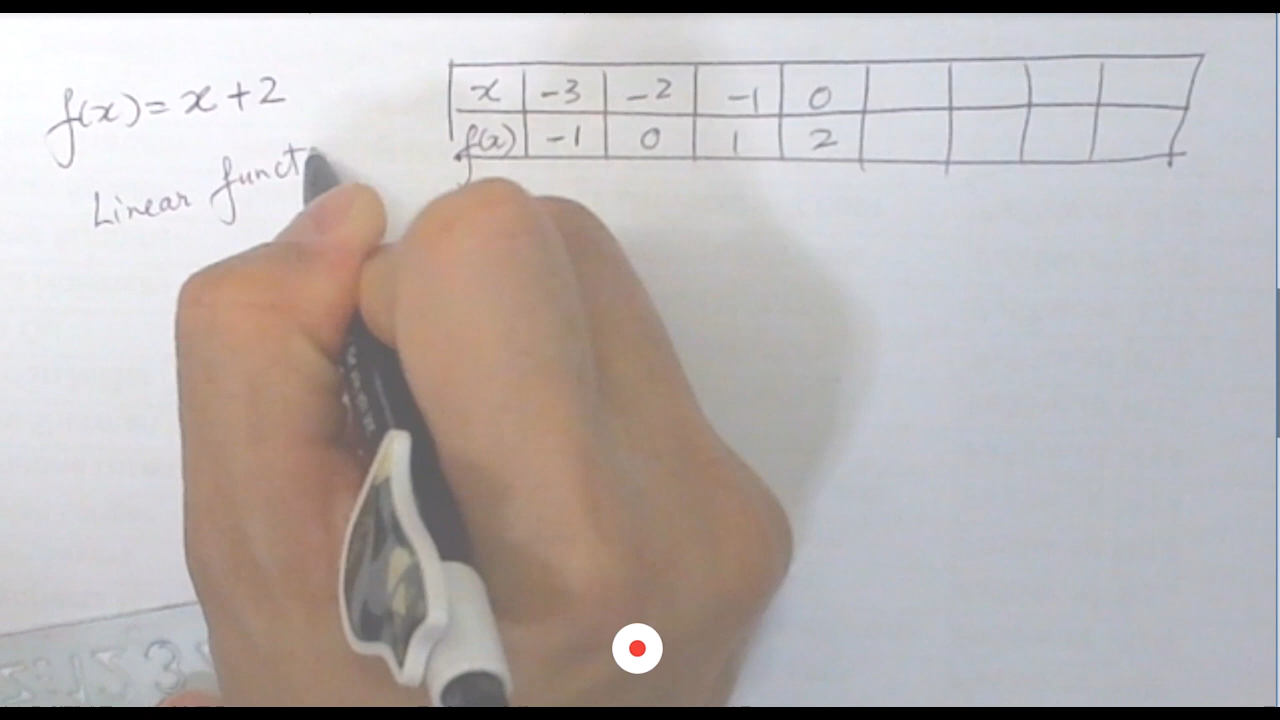 f(x) = x + 2
Linear funct
x -3 -2 -1 0
f(x) -1 0 1 2